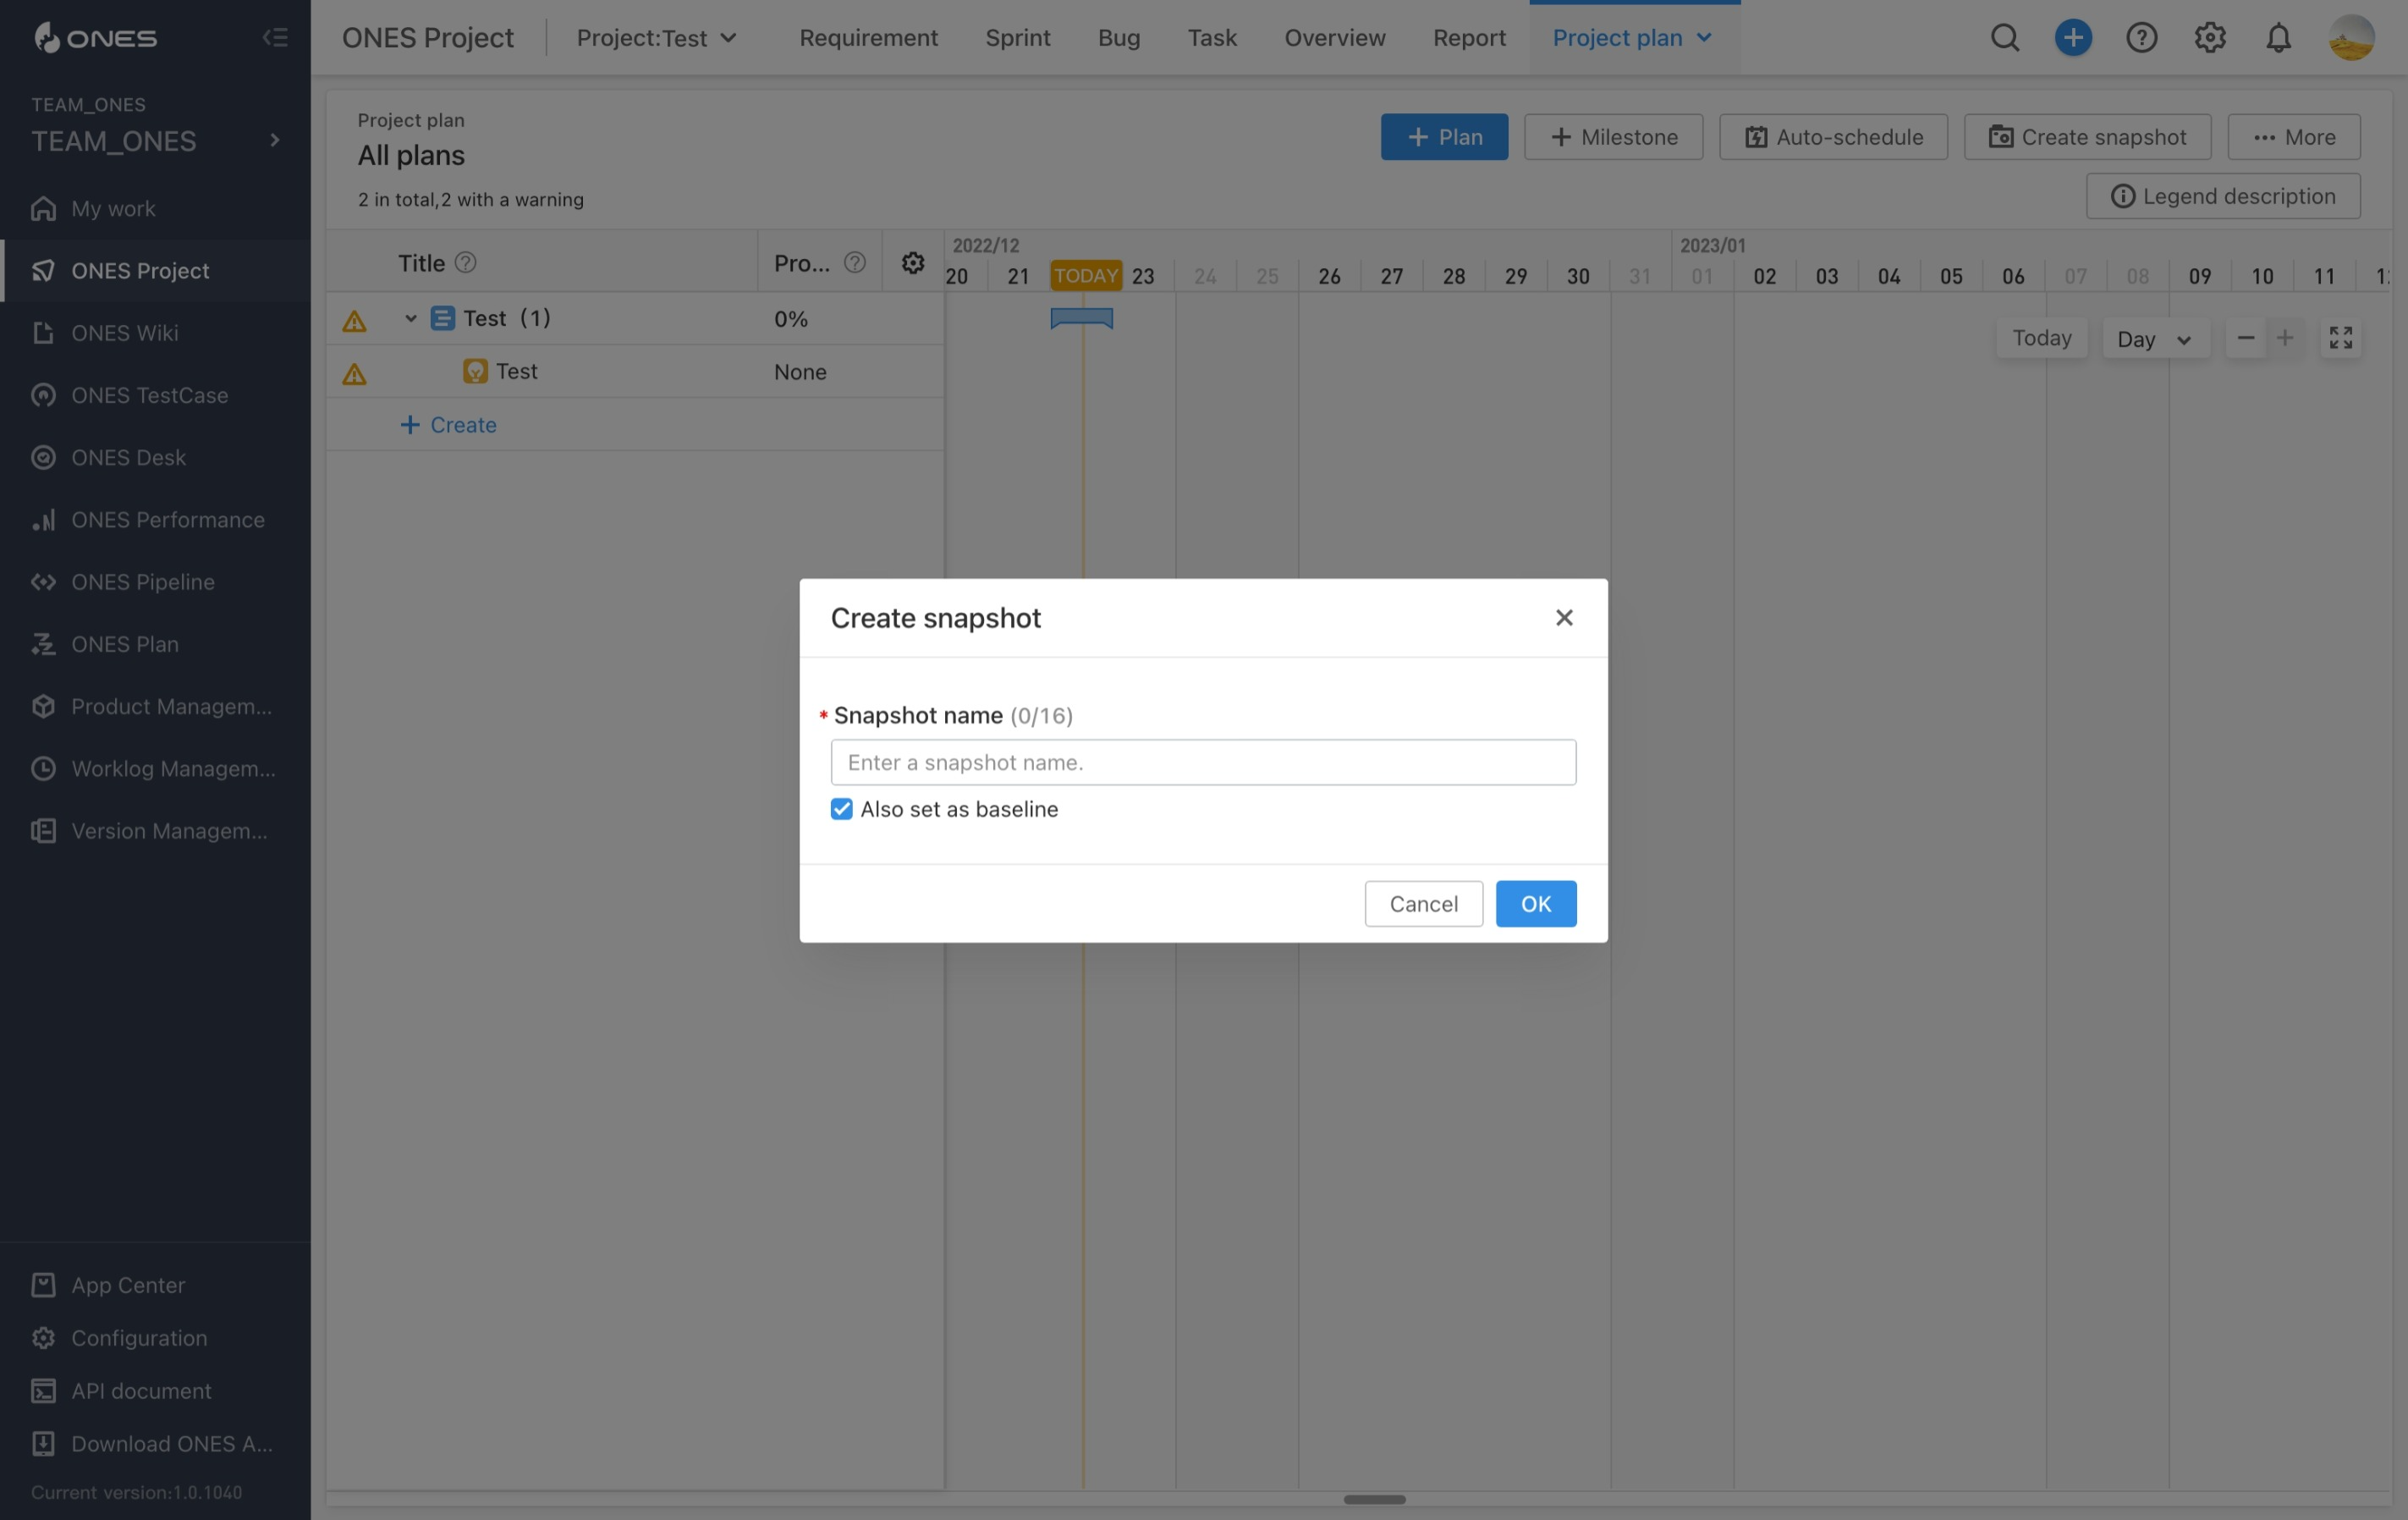 ONES
TEAM_ONES
TEAM_ONES
My work
ONES Project
ONES Wiki
ONES TestCase
ONES Desk
ONES Performance
ONES Pipeline
ONES Plan
Product Managem...
Worklog Managem...
Version Managem...
App Center
Configuration
API document
Download ONES A...
Current version:1.0.1040
ONES Project Project:Test Requirement Sprint Bug Task Overview Report Project plan
Project plan
All plans
2 in total,2 with a warning
Plan Milestone Auto-schedule Create snapshot More
Legend description
Title Pro...
2022/12 2023/01
20 21 TODAY 23 24 25 26 27 28 29 30 31 01 02 03 04 05 06 07 08 09 10 11
Test (1) 0%
Test None
Create
Today Day
Create snapshot
* Snapshot name (0/16)
Enter a snapshot name.
Also set as baseline
Cancel OK